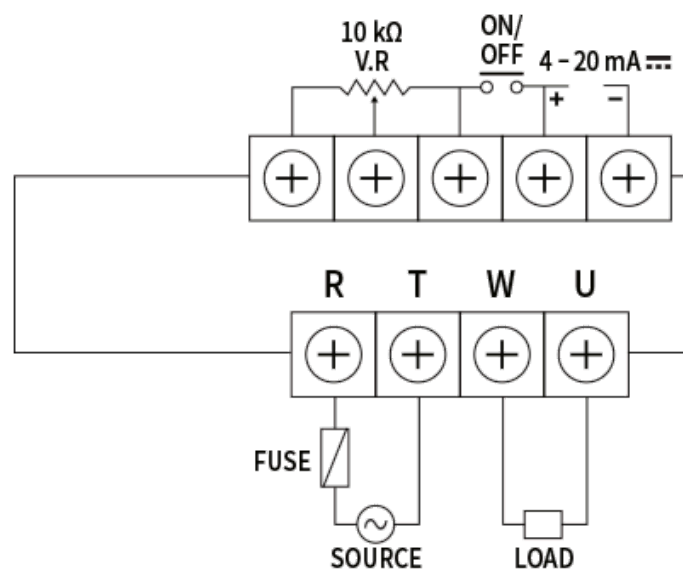 10 kΩ
V.R
ON/
OFF
4 – 20 mA ⎓
+ −
R T W U
FUSE
SOURCE
LOAD